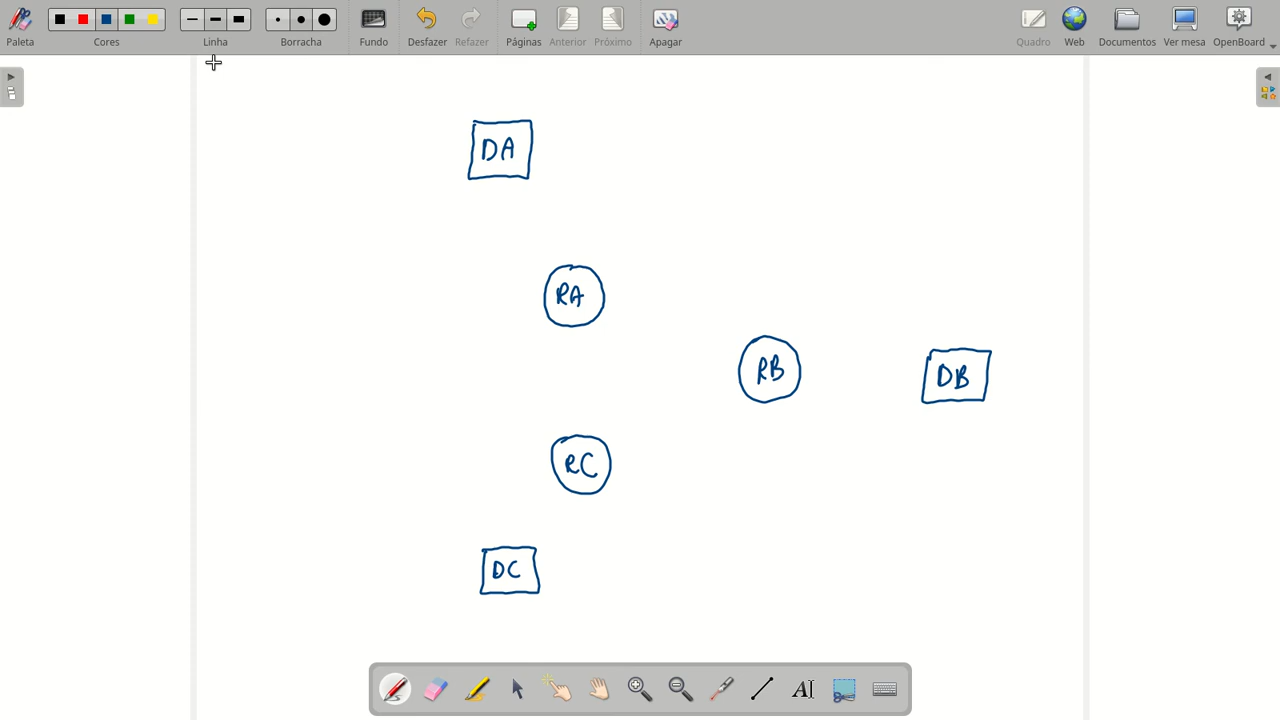 Paleta Cores Linha Borracha Fundo Desfazer Refazer Páginas Anterior Próximo Apagar Quadro Web Documentos Ver mesa OpenBoard
DA
RA
RB
DB
RC
DC
AI